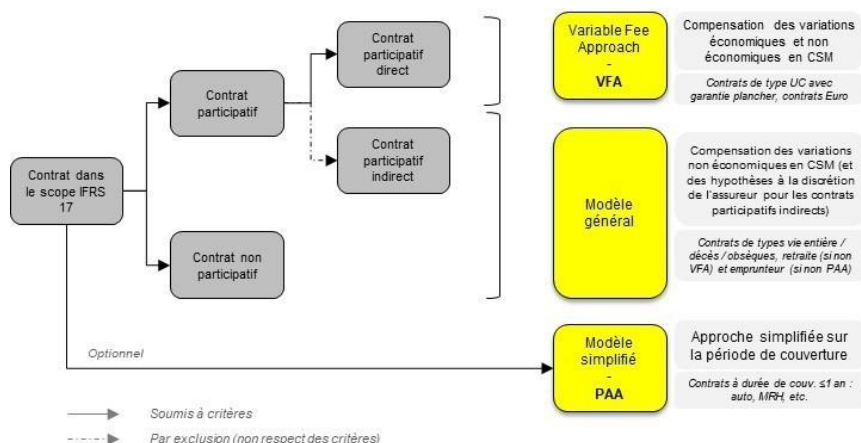 Contrat
participatif
direct
Variable Fee
Approach
-
VFA
Compensation des variations
économiques et non
économiques en CSM
Contrats de type UC avec
garantie plancher, contrats Euro
Contrat
participatif
Contrat
participatif
indirect
Contrat dans
le scope IFRS
17
Modèle
général
Compensation des variations
non économiques en CSM (et
des hypothèses à la discrétion
de l'assureur pour les contrats
participatifs indirects)
Contrat non
participatif
Contrats de types vie entière /
décès / obsèques, retraite (si non
VFA) et emprunteur (si non PAA)
Optionnel
Modèle
simplifié
-
PAA
Approche simplifiée sur
la période de couverture
Contrats à durée de couv. ≤1 an :
auto, MRH, etc.
Soumis à critères
Par exclusion (non respect des critères)